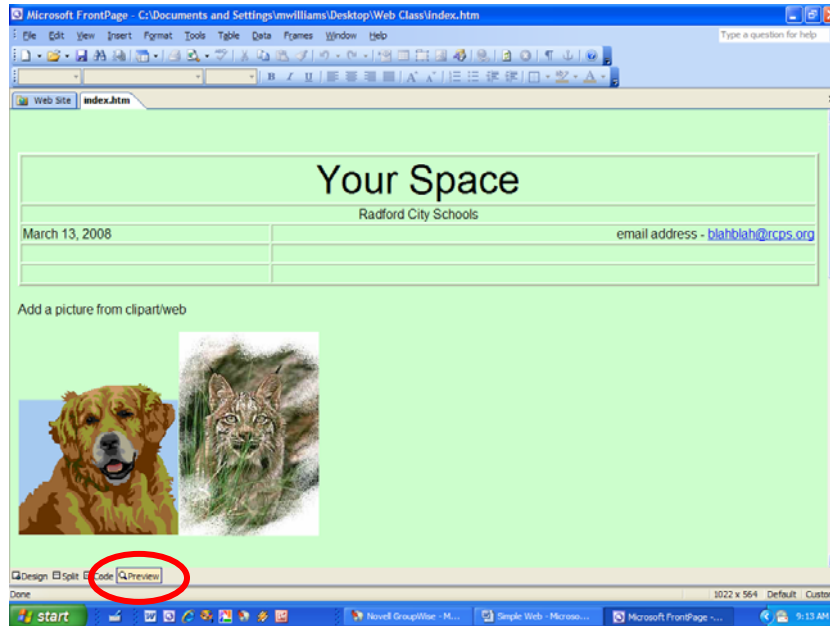 Microsoft FrontPage - C:\Documents and Settings\mwilliams\Desktop\Web Class\index.htm
File Edit View Insert Format Tools Table Data Frames Window Help Type a question for help
B I U A A A
Web Site index.htm
Your Space
Radford City Schools
March 13, 2008 email address - blahblah@rcps.org
Add a picture from clipart/web
Design Split Code Preview
Done 1022 x 564 Default Custom
start Novell GroupWise - M... Simple Web - Microso... Microsoft FrontPage -... 9:13 AM